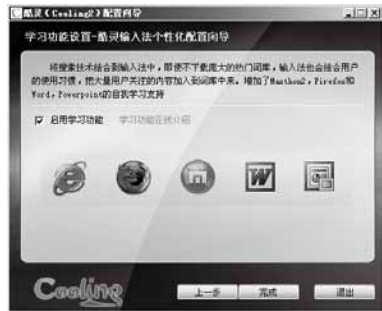 酷灵(Cooling2)配置向导
学习功能设置-酷灵输入法个性化配置向导
将搜索技术结合到输入法中，即使不下载庞大的热门词库，输入法也会结合用户
的使用习惯，把大量用户关注的内容加入到词库中来。增加了Maxthon2，Firefox和
Word，Powerpoint的自我学习支持
启用学习功能 学习功能在线介绍
Cooling
上一步 完成 退出